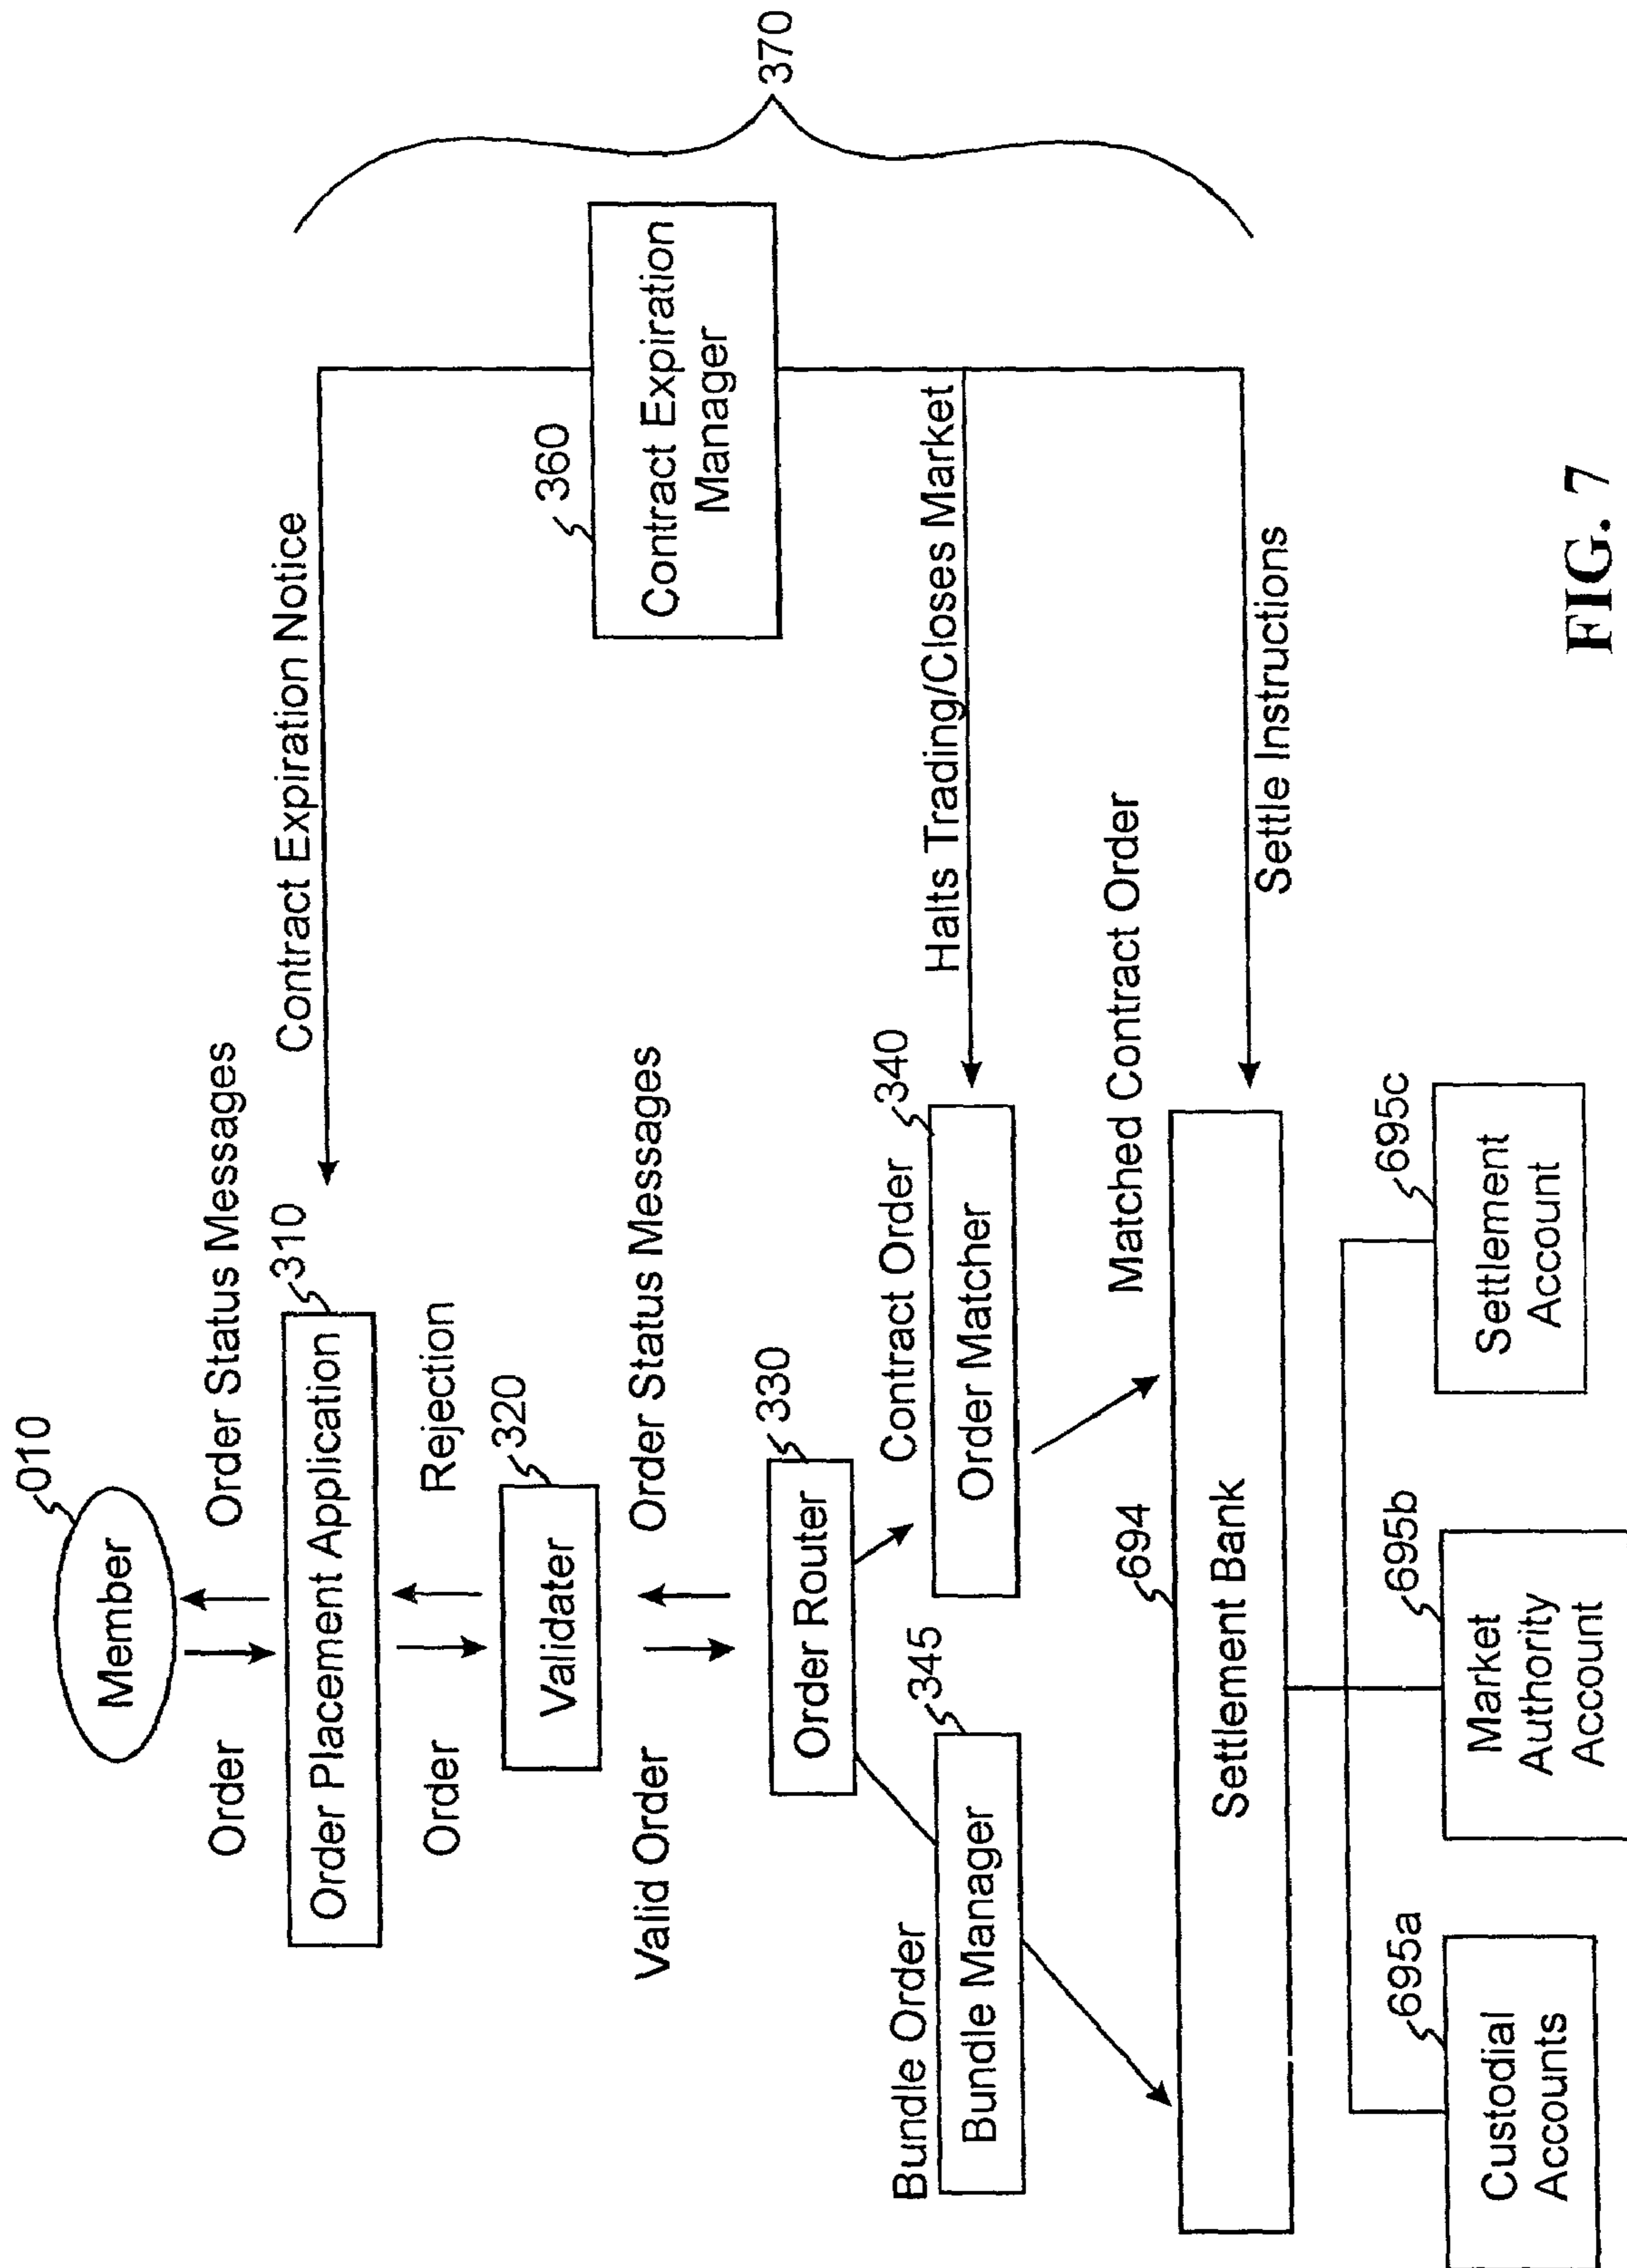 010
Member
Order
Order Status Messages
310
Order Placement Application
Contract Expiration Notice
Order
Rejection
320
Validater
Valid Order
Order Status Messages
330
Order Router
360
Contract Expiration
Manager
370
Bundle Order
345
Bundle Manager
Contract Order
340
Order Matcher
Halts Trading/Closes Market
Matched Contract Order
694
Settlement Bank
Settle Instructions
695a
Custodial
Accounts
695b
Market
Authority
Account
695c
Settlement
Account
FIG. 7